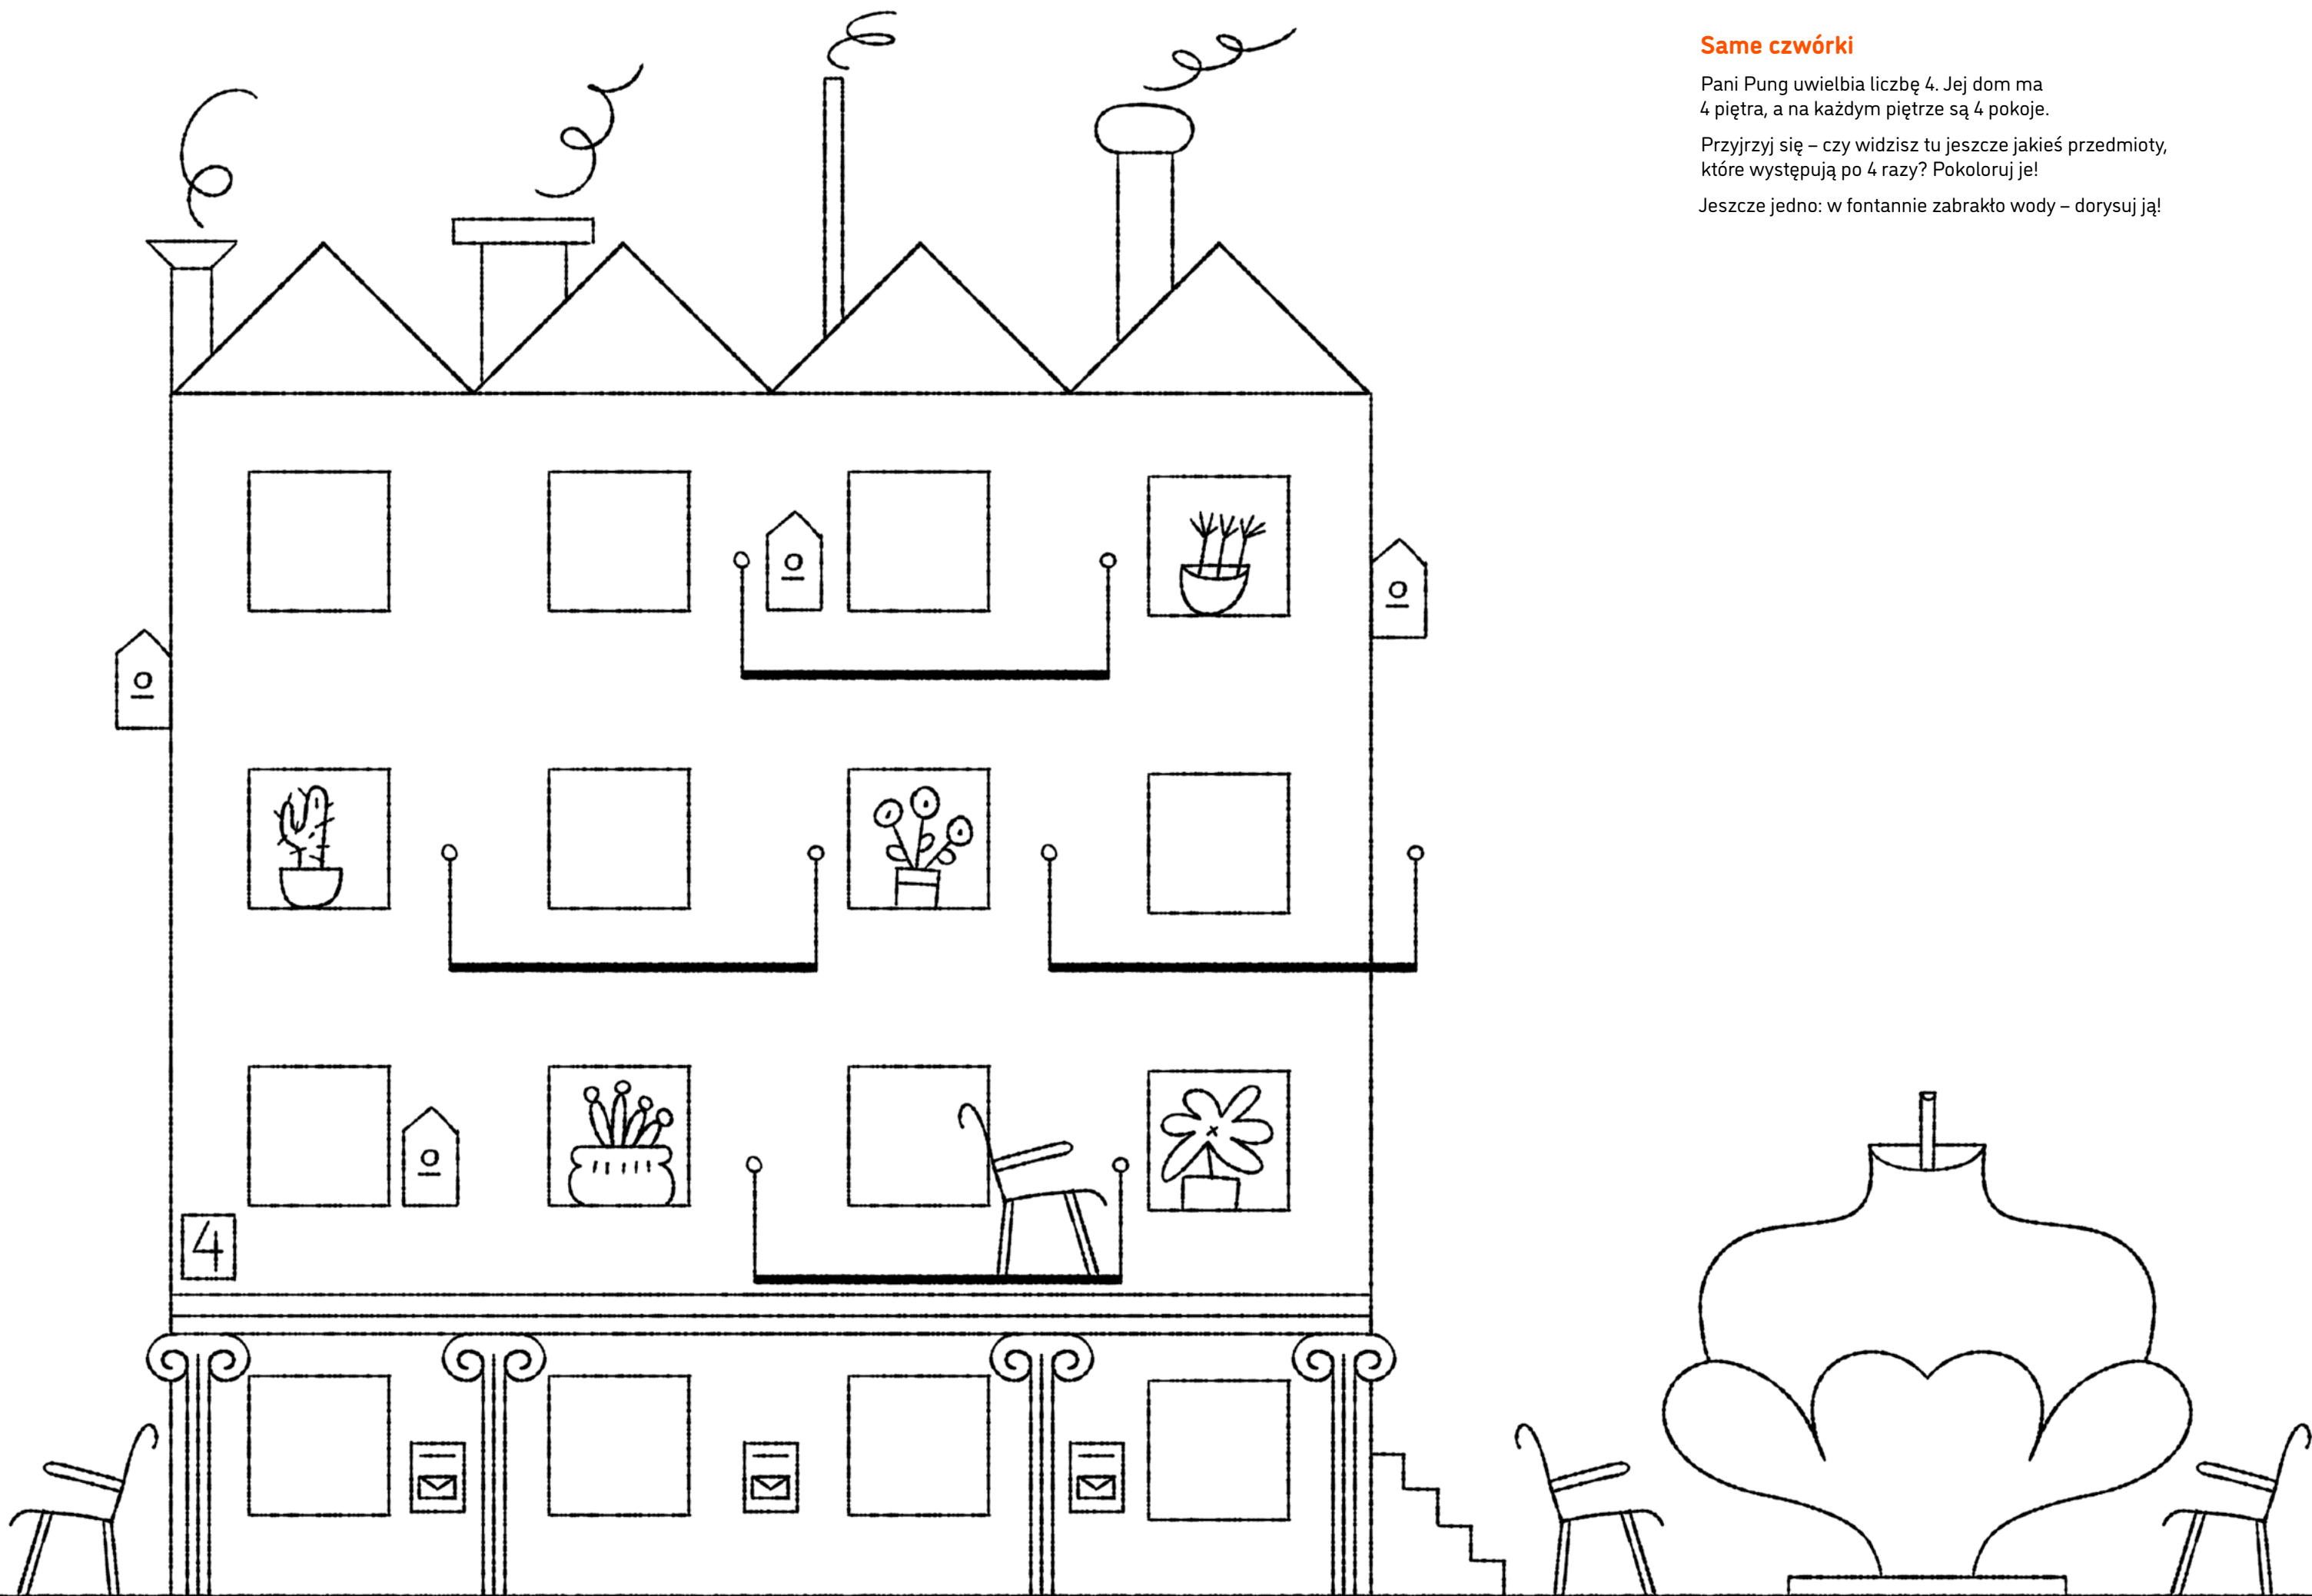 Same czwórki
Pani Pung uwielbia liczbę 4. Jej dom ma
4 piętra, a na każdym piętrze są 4 pokoje.
Przyjrzyj się – czy widzisz tu jeszcze jakieś przedmioty,
które występują po 4 razy? Pokoloruj je!
Jeszcze jedno: w fontannie zabrakło wody – dorysuj ją!
4